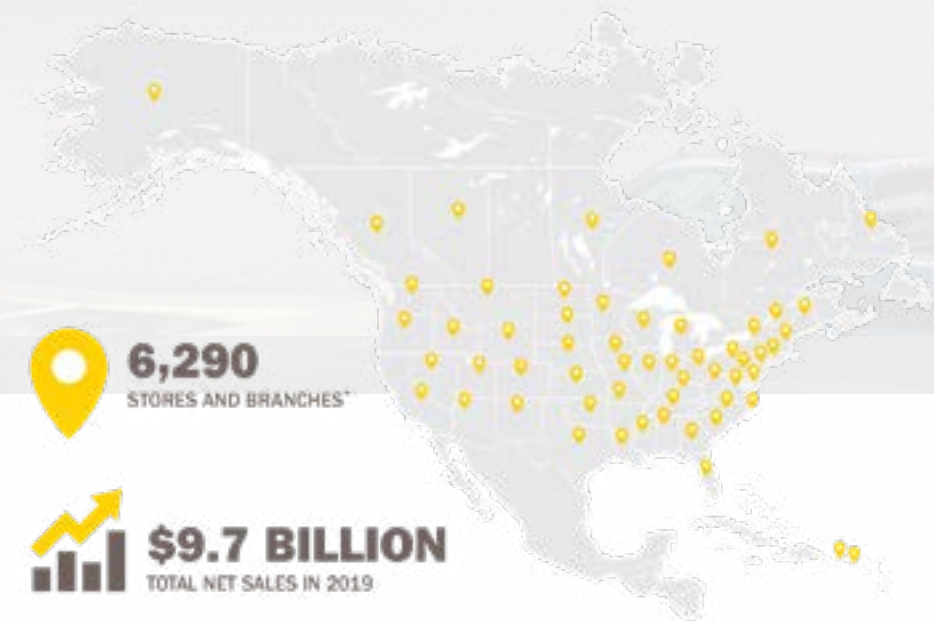 6,290
STORES AND BRANCHES*
$9.7 BILLION
TOTAL NET SALES IN 2019